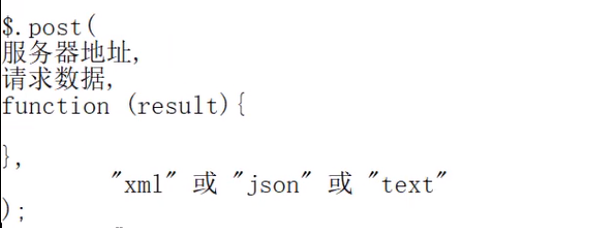 $.post(
服务器地址,
请求数据,
function (result){
},
"xml" 或 "json" 或 "text"
);